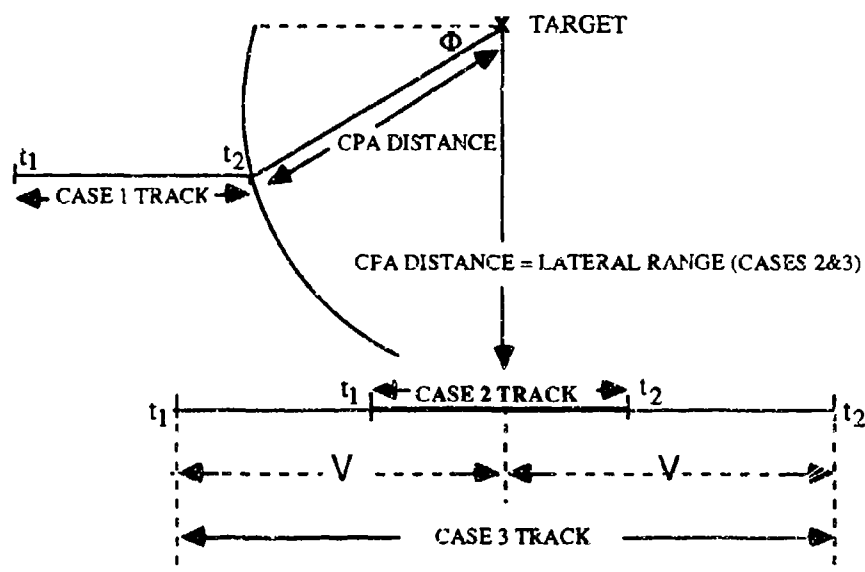 X TARGET
Φ
CPA DISTANCE
t1 t2
CASE 1 TRACK
CPA DISTANCE = LATERAL RANGE (CASES 2&3)
t1 CASE 2 TRACK t2
t1 t2
V V
CASE 3 TRACK